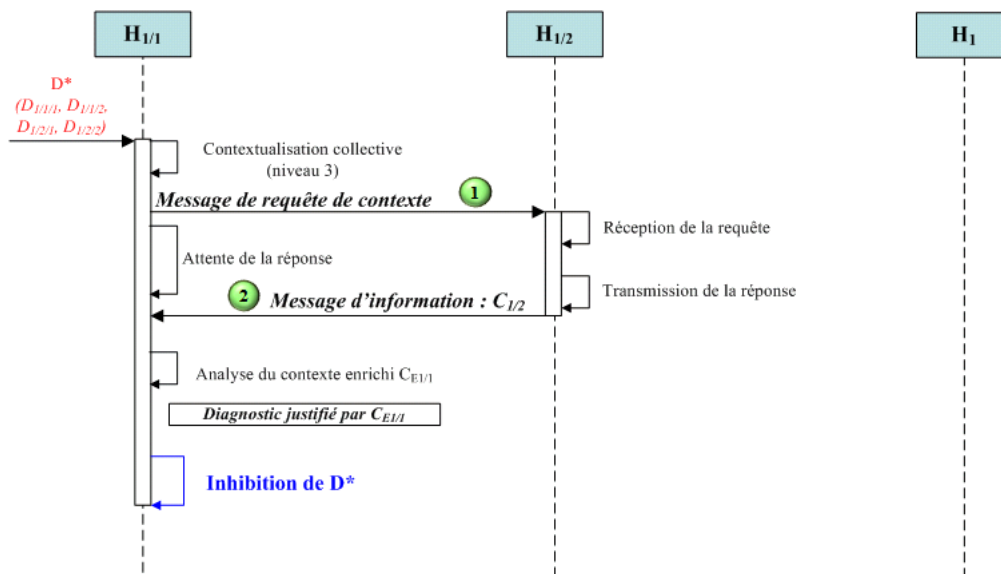 H1/1
H1/2
H1
D*
(D1/1/1, D1/1/2,
D1/2/1, D1/2/2)
Contextualisation collective
(niveau 3)
Message de requête de contexte
1
Réception de la requête
Attente de la réponse
Transmission de la réponse
2
Message d’information : C1/2
Analyse du contexte enrichi CE1/1
Diagnostic justifié par CE1/1
Inhibition de D*